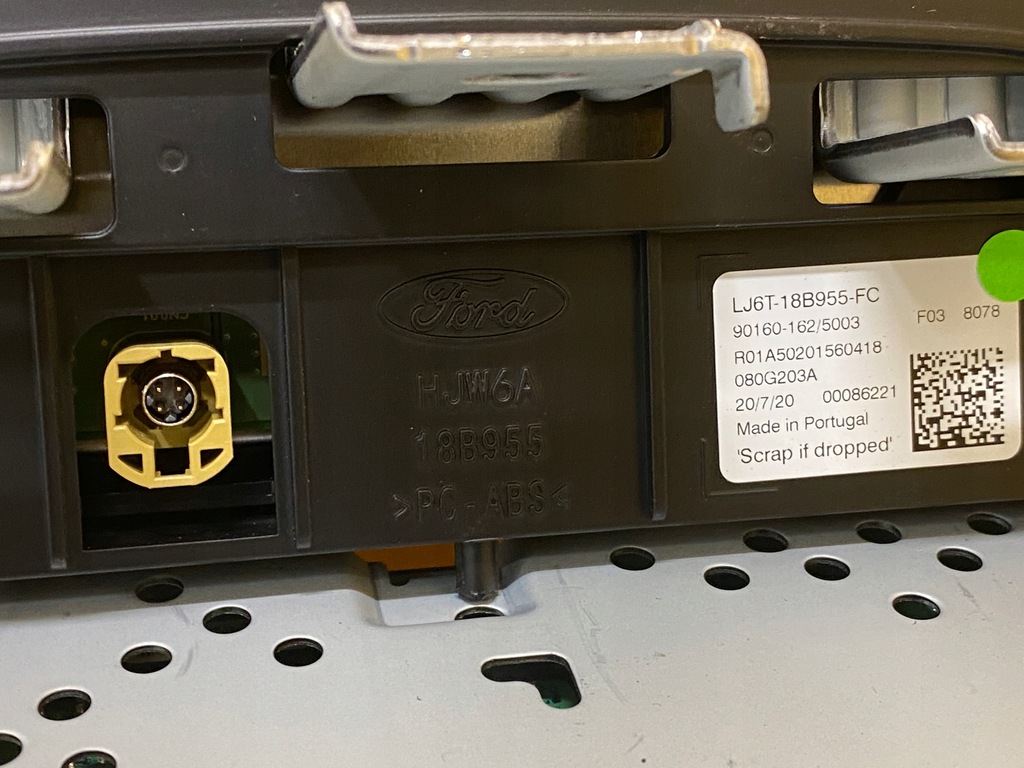 Ford
HJW6A
18B955
>PC-ABS<
LJ6T-18B955-FC
90160-162/5003
F03 8078
R01A50201560418
080G203A
20/7/20 00086221
Made in Portugal
'Scrap if dropped'